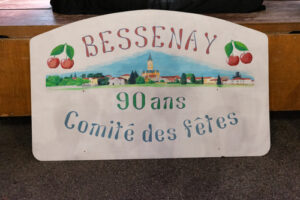 BESSENAY
90 ans
Comité des fêtes